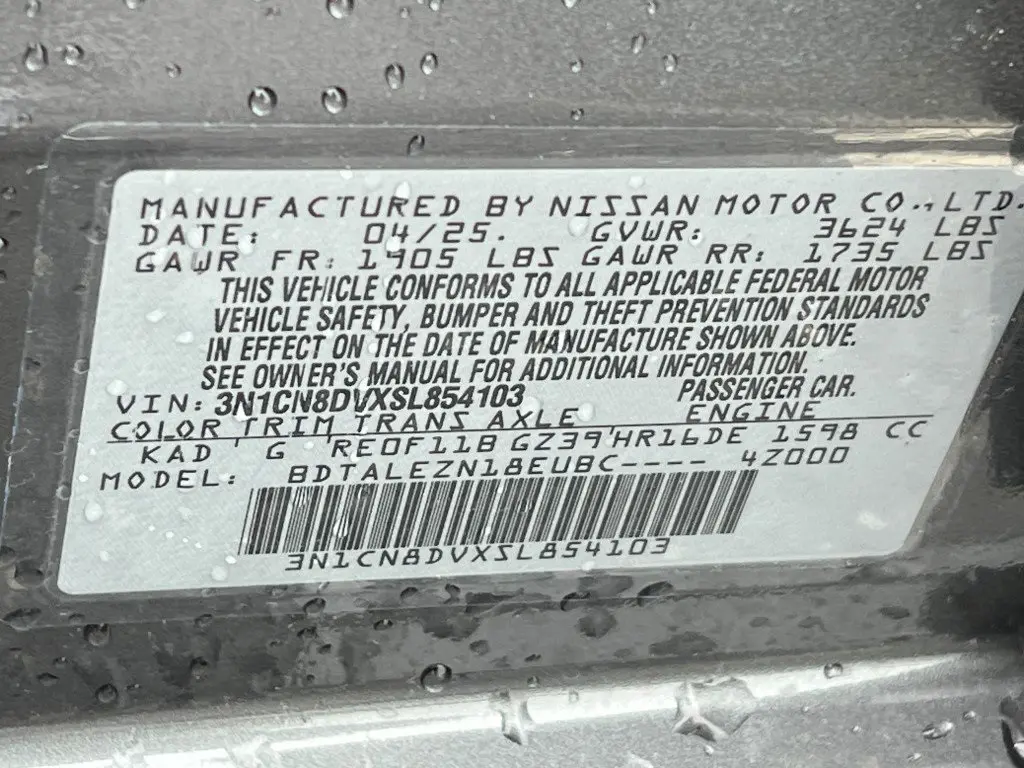 MANUFACTURED BY NISSAN MOTOR CO., LTD.
DATE: 04/25. GVWR: 3624 LBS
GAWR FR: 1905 LBS GAWR RR: 1735 LBS
THIS VEHICLE CONFORMS TO ALL APPLICABLE FEDERAL MOTOR
VEHICLE SAFETY, BUMPER AND THEFT PREVENTION STANDARDS
IN EFFECT ON THE DATE OF MANUFACTURE SHOWN ABOVE.
SEE OWNER'S MANUAL FOR ADDITIONAL INFORMATION.
VIN: 3N1CN8DVXSL854103 PASSENGER CAR.
COLOR TRIM TRANS AXLE ENGINE
KAD G RE0F11B GZ39 HR16DE 1598 CC
MODEL: BDTALEZN18EUBC---- 4Z000
3N1CN8DVXSL854103